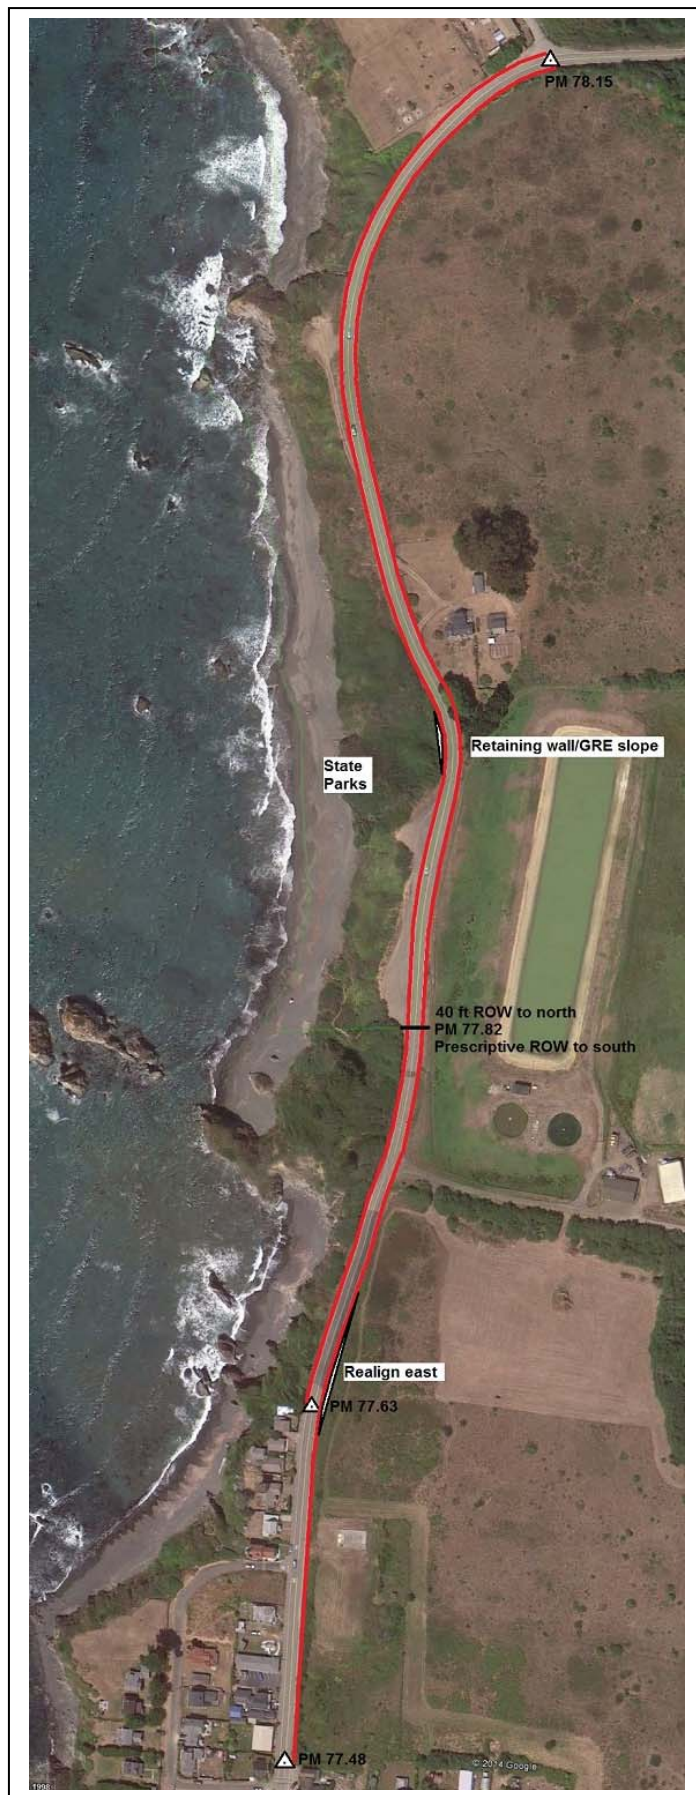 PM 78.15
Retaining wall/GRE slope
State
Parks
40 ft ROW to north
PM 77.82
Prescriptive ROW to south
Realign east
PM 77.63
PM 77.48
© 2014 Google
1998